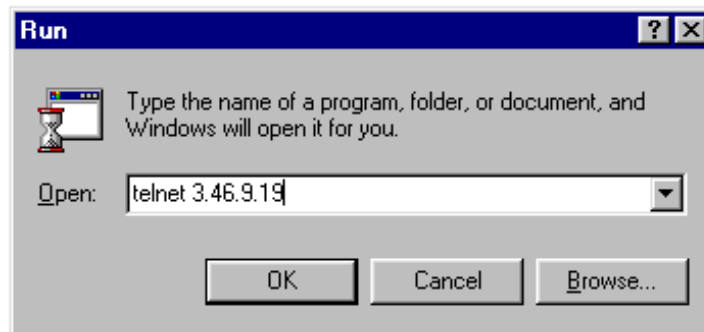 Run
Type the name of a program, folder, or document, and
Windows will open it for you.
Open: telnet 3.46.9.19
OK Cancel Browse...